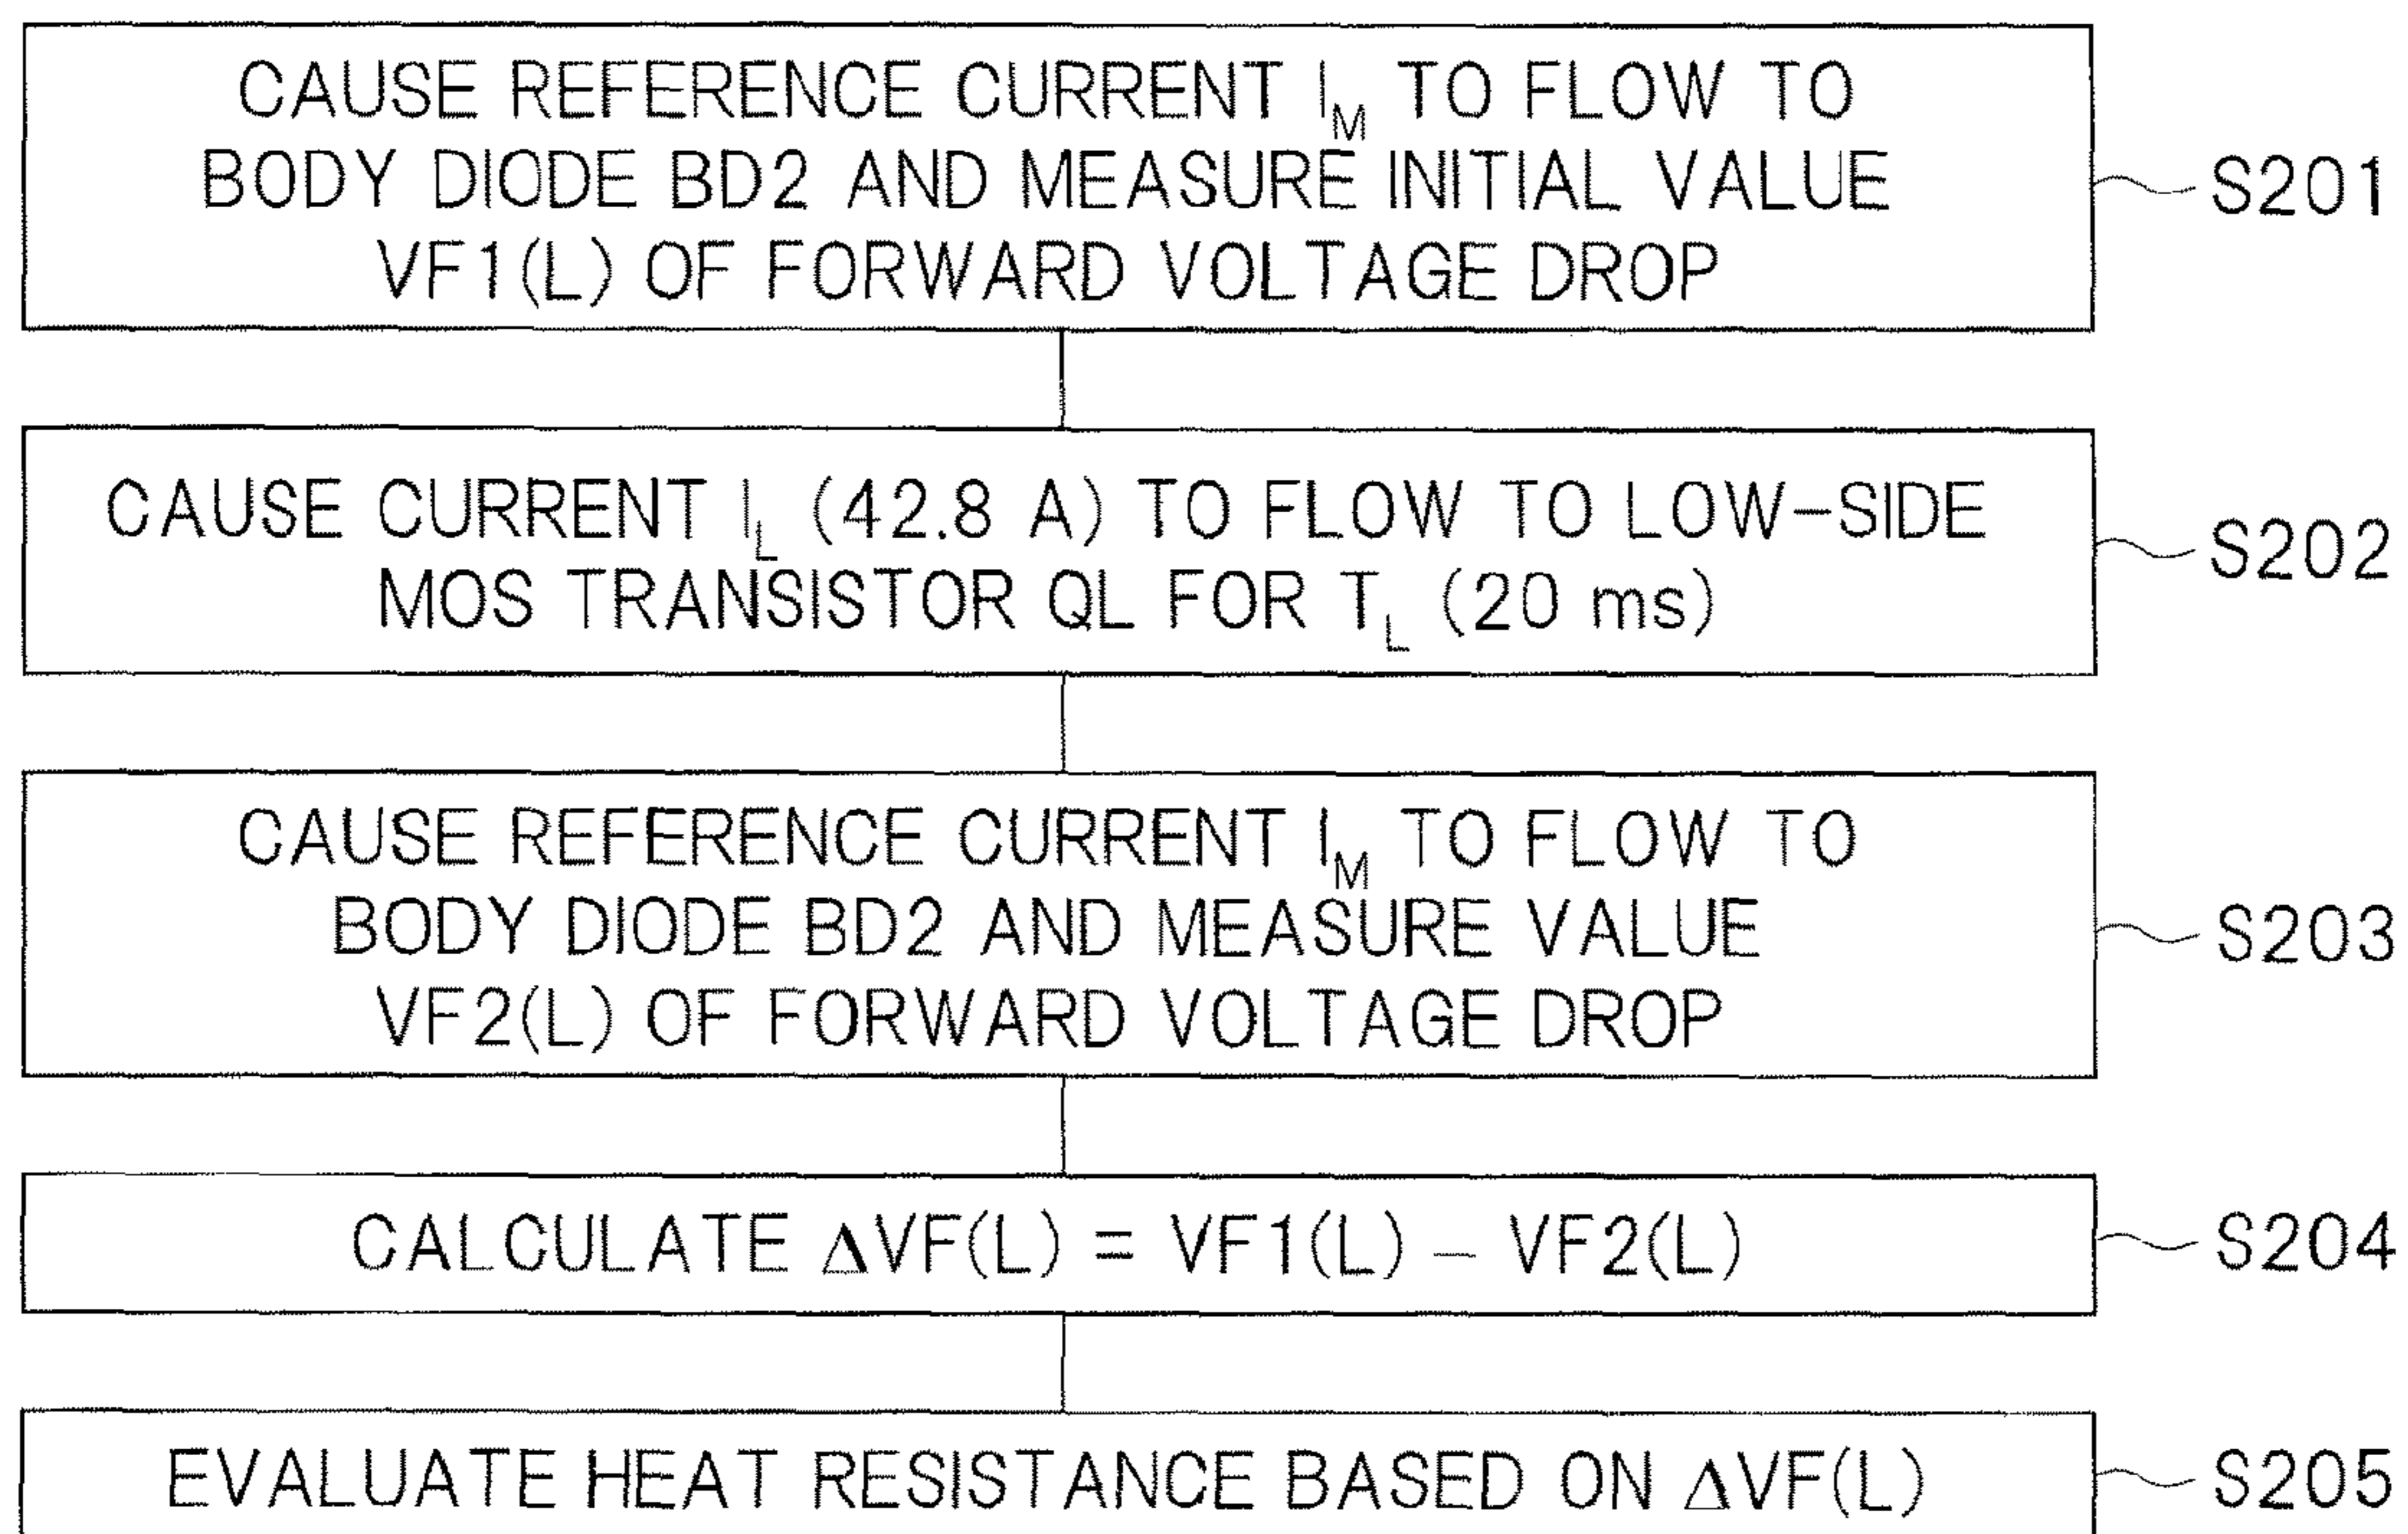 CAUSE REFERENCE CURRENT I_M TO FLOW TO
BODY DIODE BD2 AND MEASURE INITIAL VALUE
VF1(L) OF FORWARD VOLTAGE DROP
S201
CAUSE CURRENT I_L (42.8 A) TO FLOW TO LOW-SIDE
MOS TRANSISTOR QL FOR T_L (20 ms)
S202
CAUSE REFERENCE CURRENT I_M TO FLOW TO
BODY DIODE BD2 AND MEASURE VALUE
VF2(L) OF FORWARD VOLTAGE DROP
S203
CALCULATE ΔVF(L) = VF1(L) – VF2(L)
S204
EVALUATE HEAT RESISTANCE BASED ON ΔVF(L)
S205